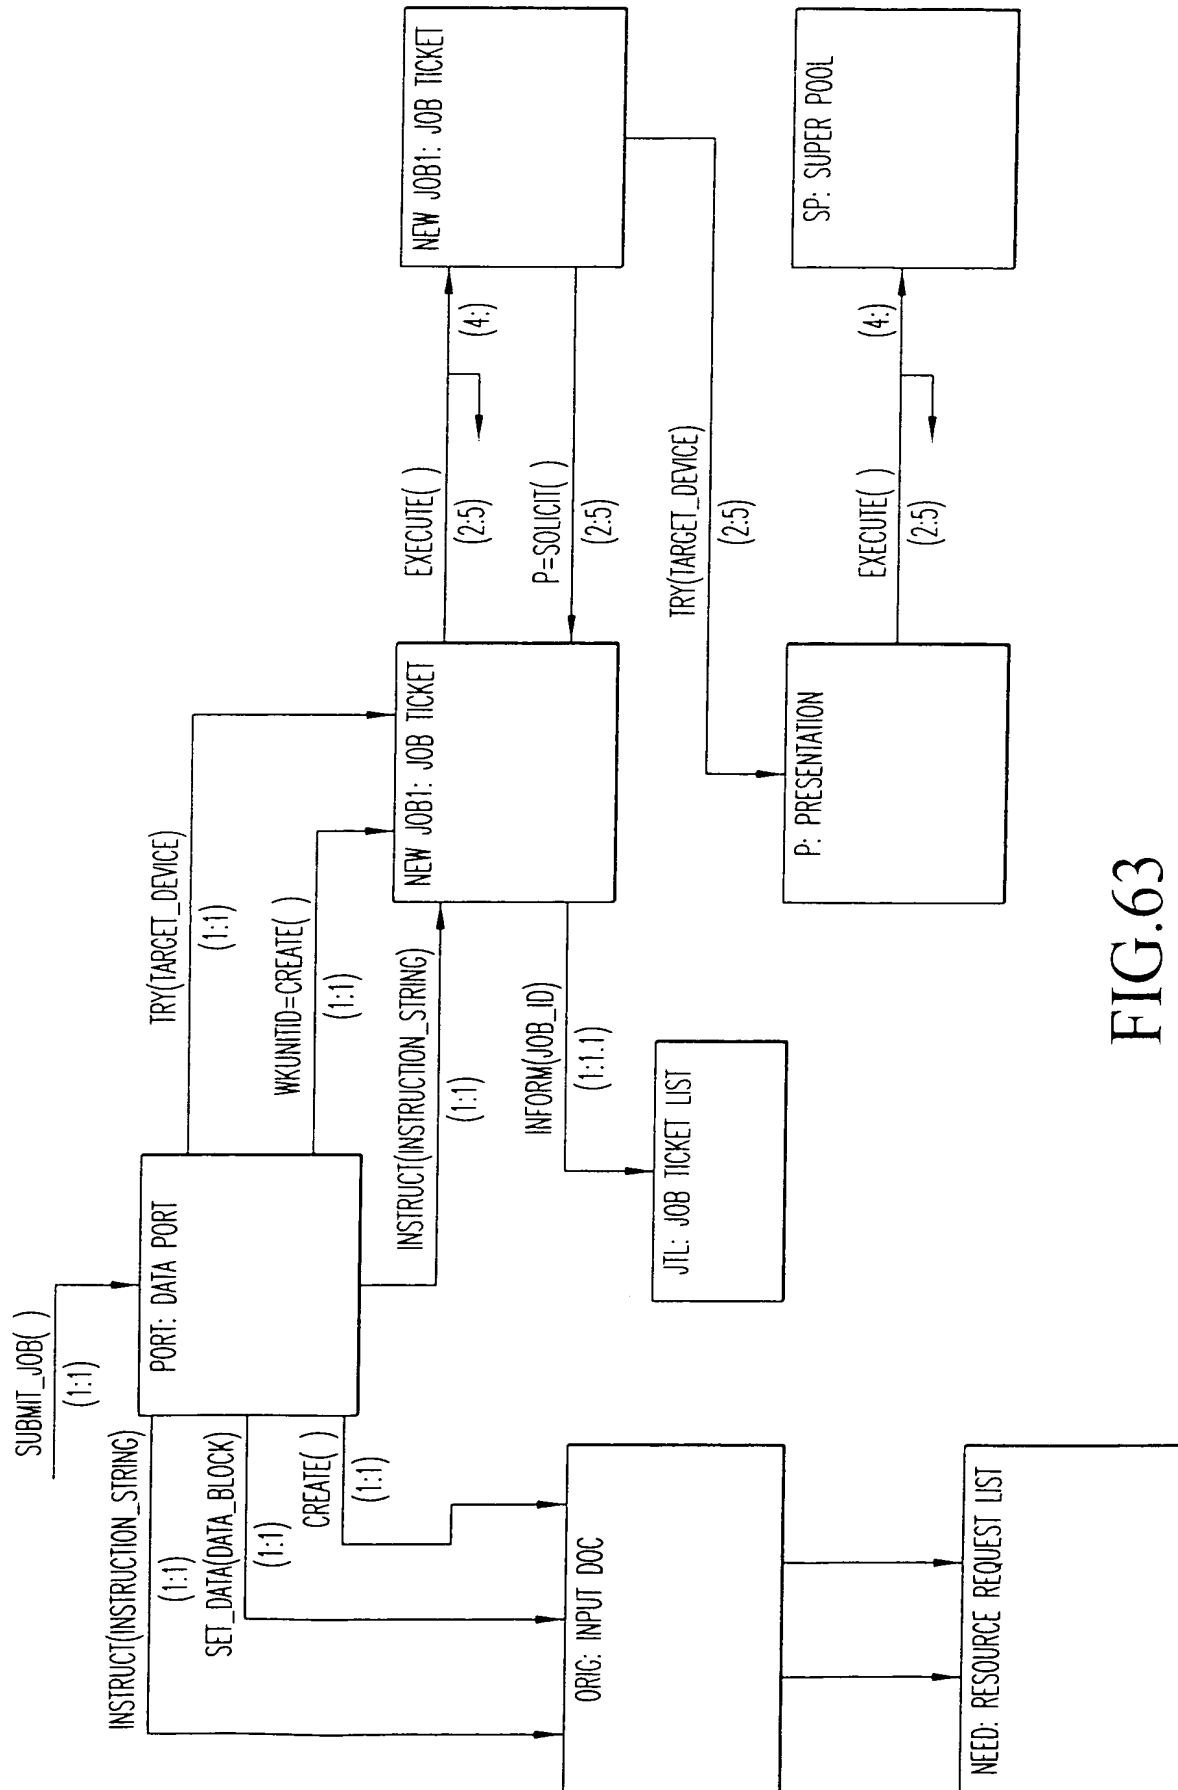 SUBMIT_JOB( )
(1:1)
INSTRUCT(INSTRUCTION_STRING)
(1:1)
SET_DATA(DATA_BLOCK)
(1:1)
CREATE( )
(1:1)
PORT: DATA PORT
TRY(TARGET_DEVICE)
(1:1)
WKUNITID=CREATE( )
(1:1)
INSTRUCT(INSTRUCTION_STRING)
(1:1)
NEW JOB1: JOB TICKET
EXECUTE( )
(2:5)
(4:)
P=SOLICIT( )
(2:5)
NEW JOB1: JOB TICKET
INFORM(JOB_ID)
(1:1.1)
JTL: JOB TICKET LIST
TRY(TARGET_DEVICE)
(2:5)
ORIG: INPUT DOC
P: PRESENTATION
EXECUTE( )
(2:5)
(4:)
SP: SUPER POOL
NEED: RESOURCE REQUEST LIST
FIG.63